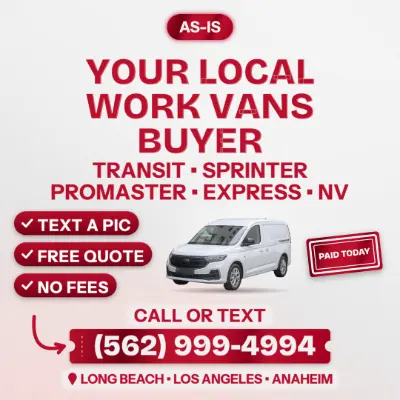 AS-IS
YOUR LOCAL
WORK VANS
BUYER
TRANSIT • SPRINTER
PROMASTER • EXPRESS • NV
✓ TEXT A PIC
✓ FREE QUOTE
✓ NO FEES
PAID TODAY
CALL OR TEXT
(562) 999-4994
LONG BEACH • LOS ANGELES • ANAHEIM